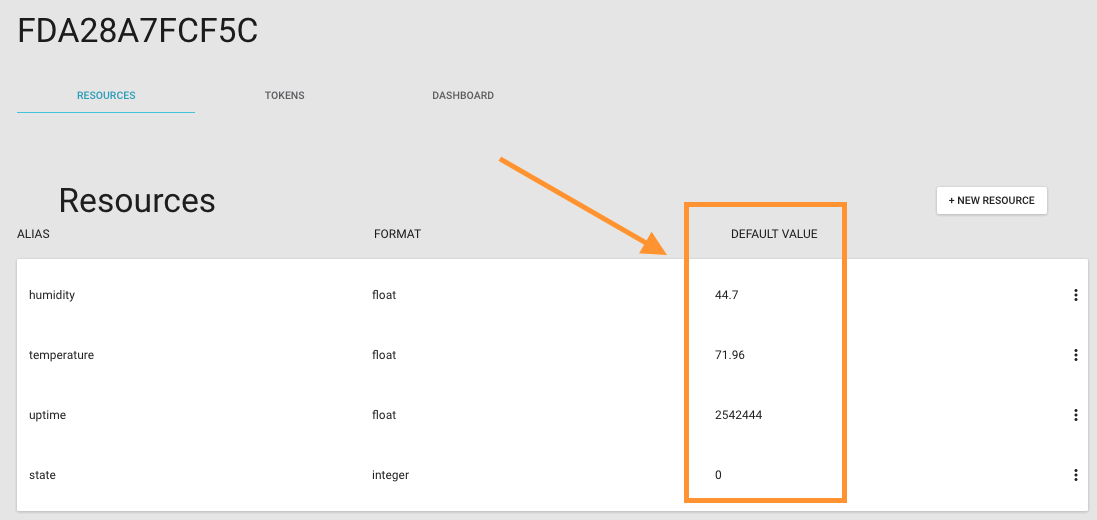 FDA28A7FCF5C
RESOURCES TOKENS DASHBOARD
Resources
+ NEW RESOURCE
ALIAS FORMAT DEFAULT VALUE
humidity float 44.7
temperature float 71.96
uptime float 2542444
state integer 0